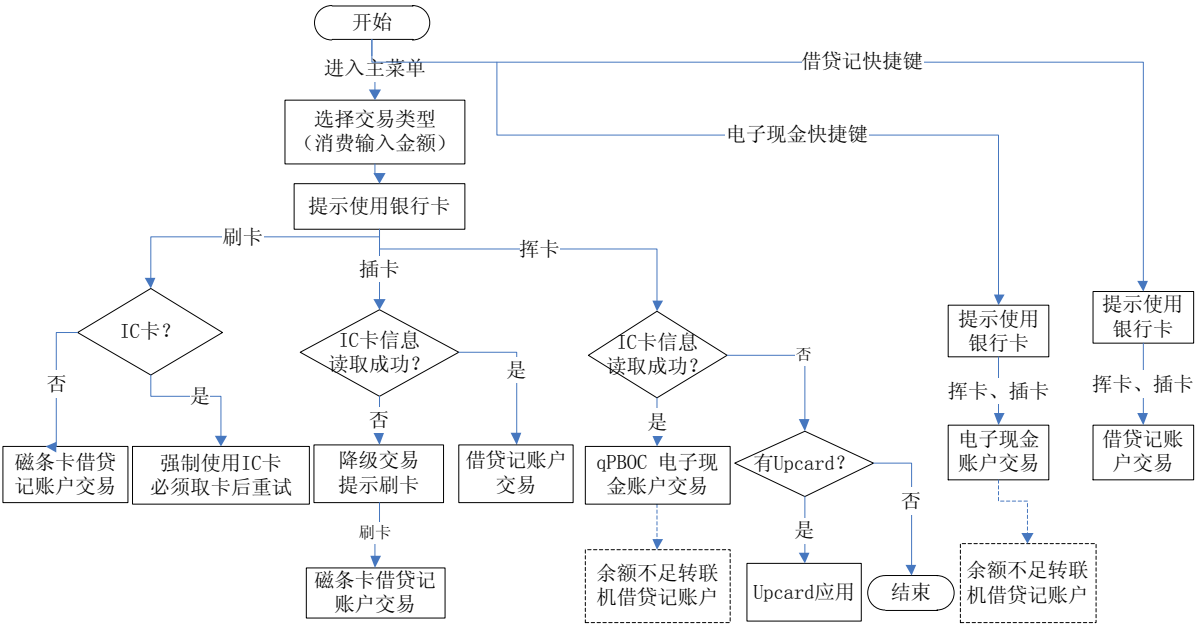 开始
进入主菜单
借贷记快捷键
选择交易类型
（消费输入金额）
电子现金快捷键
提示使用银行卡
刷卡
挥卡
插卡
IC卡？
IC卡信息
读取成功？
IC卡信息
读取成功？
提示使用
银行卡
提示使用
银行卡
否
是
否
是
是
否
挥卡、插卡
挥卡、插卡
磁条卡借贷
记账户交易
强制使用IC卡
必须取卡后重试
降级交易
提示刷卡
借贷记账户
交易
qPBOC 电子现
金账户交易
有Upcard？
电子现金
账户交易
借贷记账
户交易
刷卡
是
否
磁条卡借贷记
账户交易
余额不足转联
机借贷记账户
Upcard应用
结束
余额不足转联
机借贷记账户